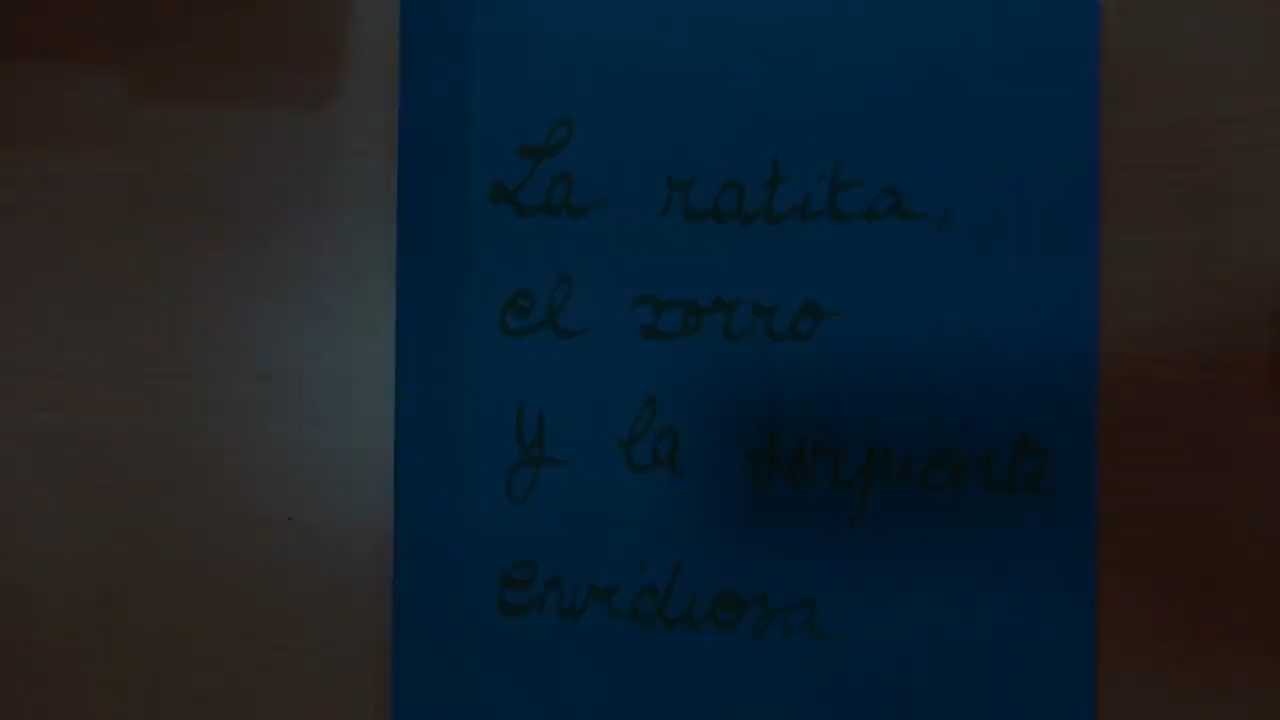 La ratita,
el zorro
y la serpiente
envidiosa